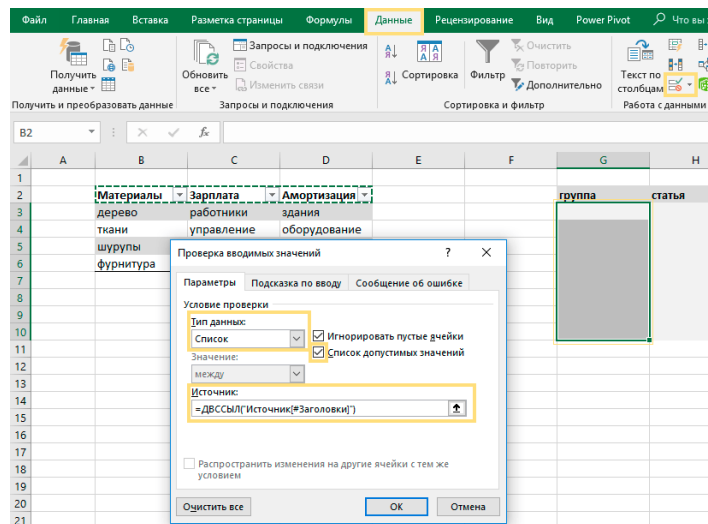 Файл Главная Вставка Разметка страницы Формулы Данные Рецензирование Вид Power Pivot Что вы
Получить данные
Получить и преобразовать данные
Обновить все
Запросы и подключения
Свойства
Изменить связи
Запросы и подключения
Сортировка
Фильтр
Очистить
Повторить
Дополнительно
Сортировка и фильтр
Текст по столбцам
Работа с данными
B2 fx
A B C D E F G H
1
2 Материалы Зарплата Амортизация группа статья
3 дерево работники здания
4 ткани управление оборудование
5 шурупы
6 фурнитура
7
8
9
10
11
12
13
14
15
16
17
18
19
20
21
Проверка вводимых значений ? ×
Параметры Подсказка по вводу Сообщение об ошибке
Условие проверки
Тип данных:
Список
Игнорировать пустые ячейки
Список допустимых значений
Значение:
между
Источник:
=ДВССЫЛ("Источник[#Заголовки]")
Распространить изменения на другие ячейки с тем же
условием
Очистить все ОК Отмена